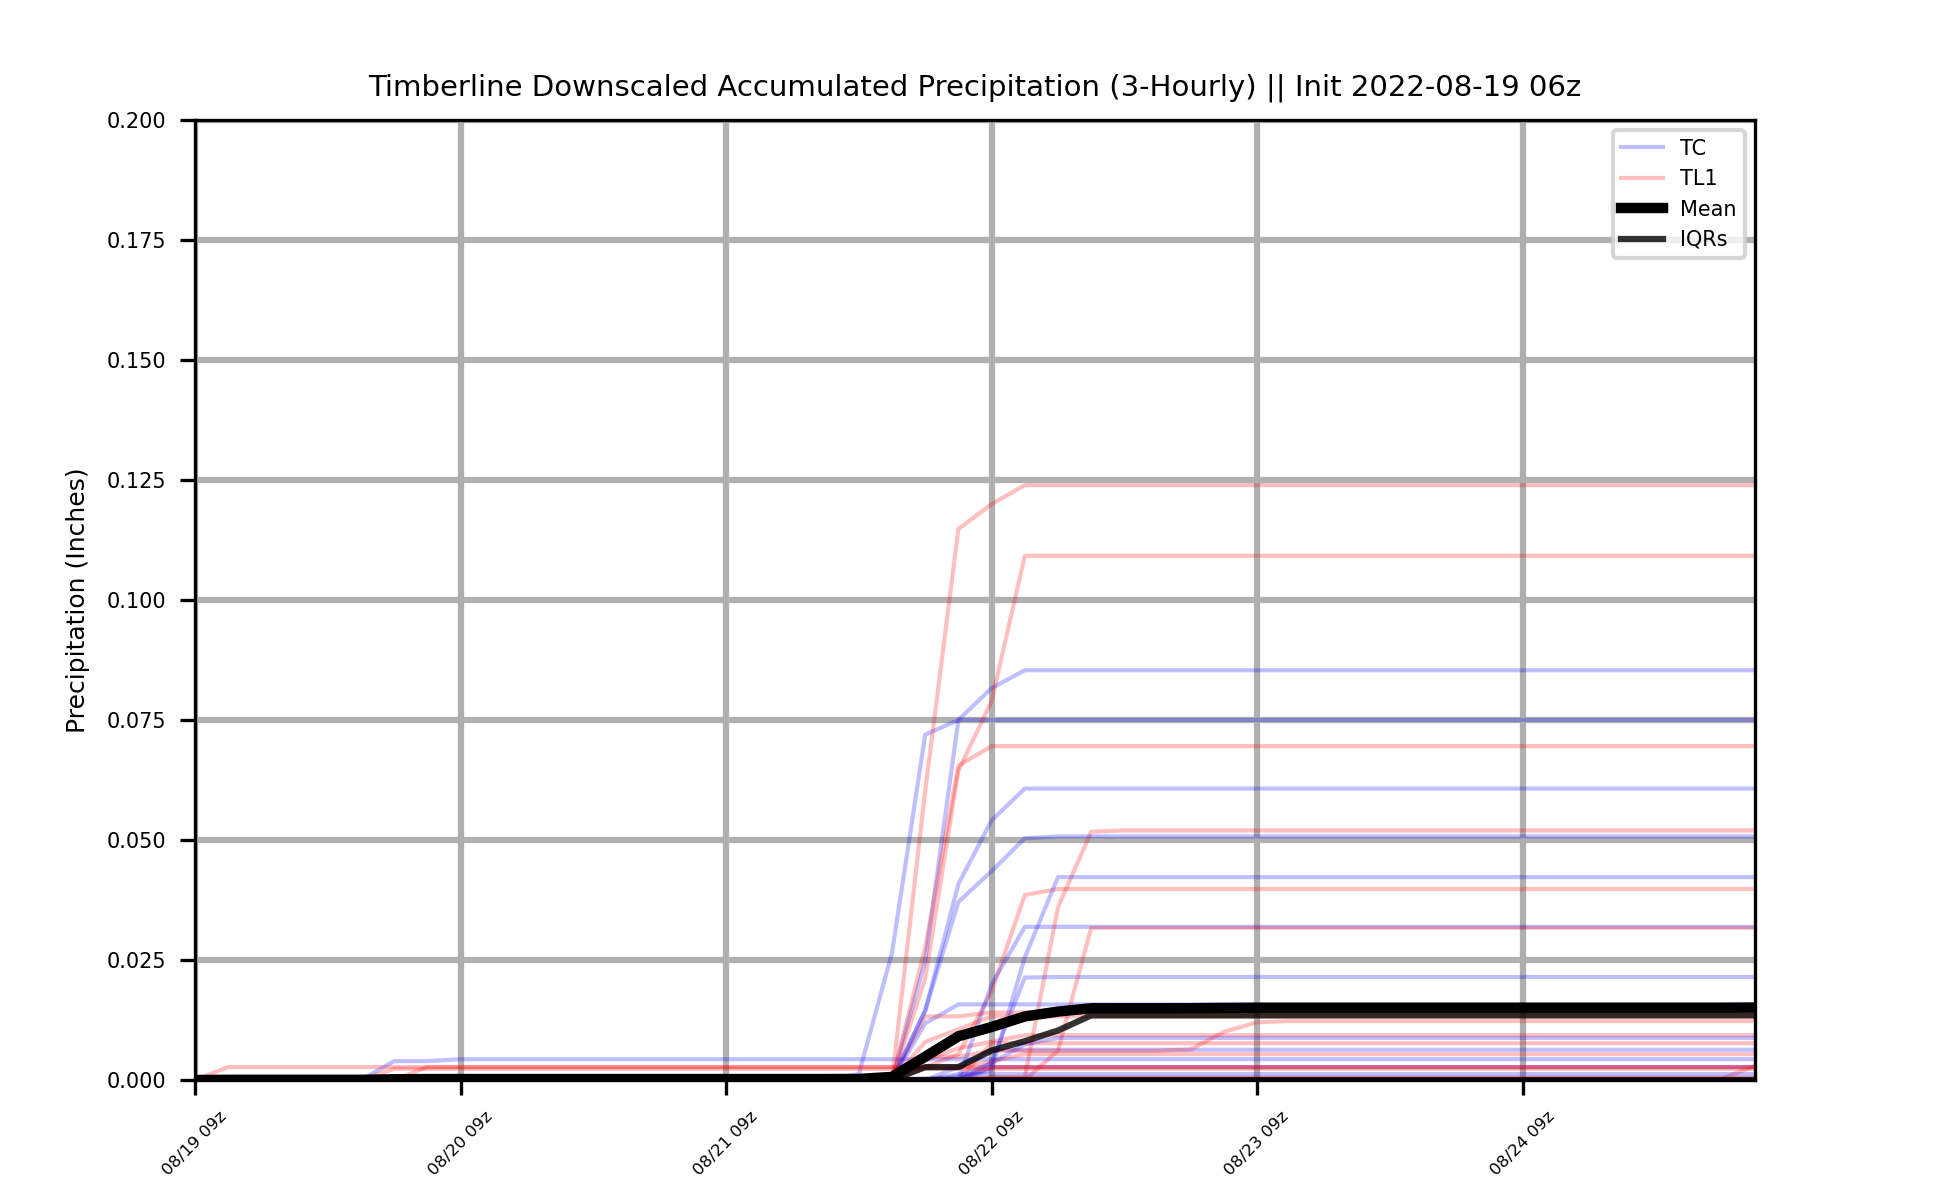 Timberline Downscaled Accumulated Precipitation (3-Hourly) || Init 2022-08-19 06z
Precipitation (Inches)
0.200
0.175
0.150
0.125
0.100
0.075
0.050
0.025
0.000
TC
TL1
Mean
IQRs
08/19 09z
08/20 09z
08/21 09z
08/22 09z
08/23 09z
08/24 09z